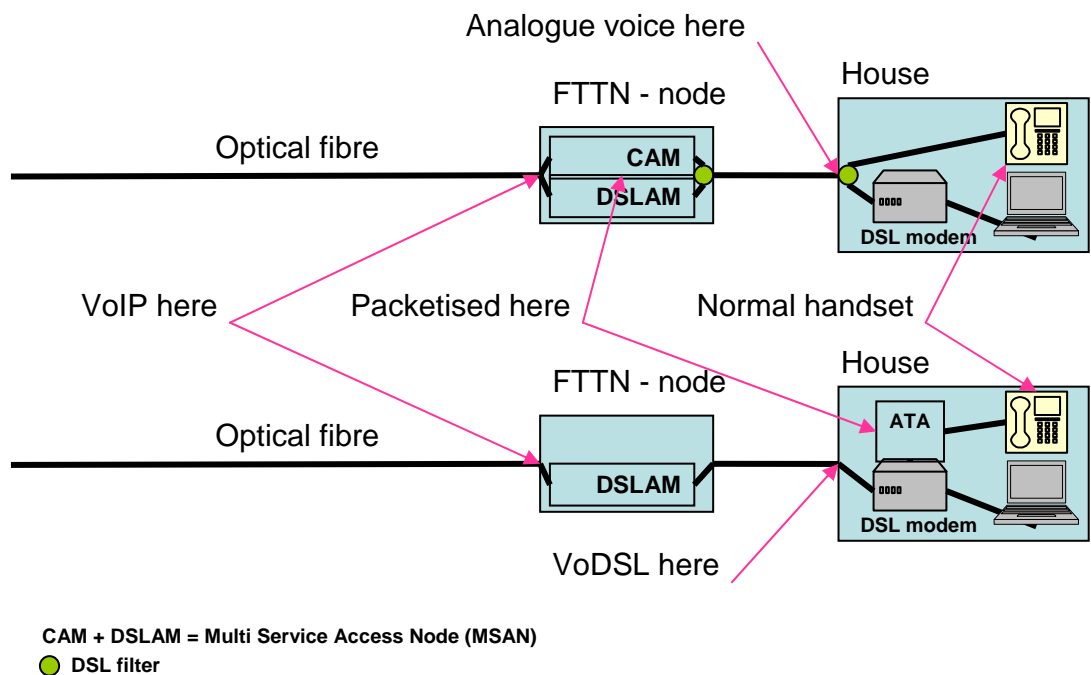 Analogue voice here
House
FTTN - node
Optical fibre
CAM
DSLAM
DSL modem
VoIP here
Packetised here
Normal handset
House
FTTN - node
Optical fibre
ATA
DSLAM
DSL modem
VoDSL here
CAM + DSLAM = Multi Service Access Node (MSAN)
DSL filter